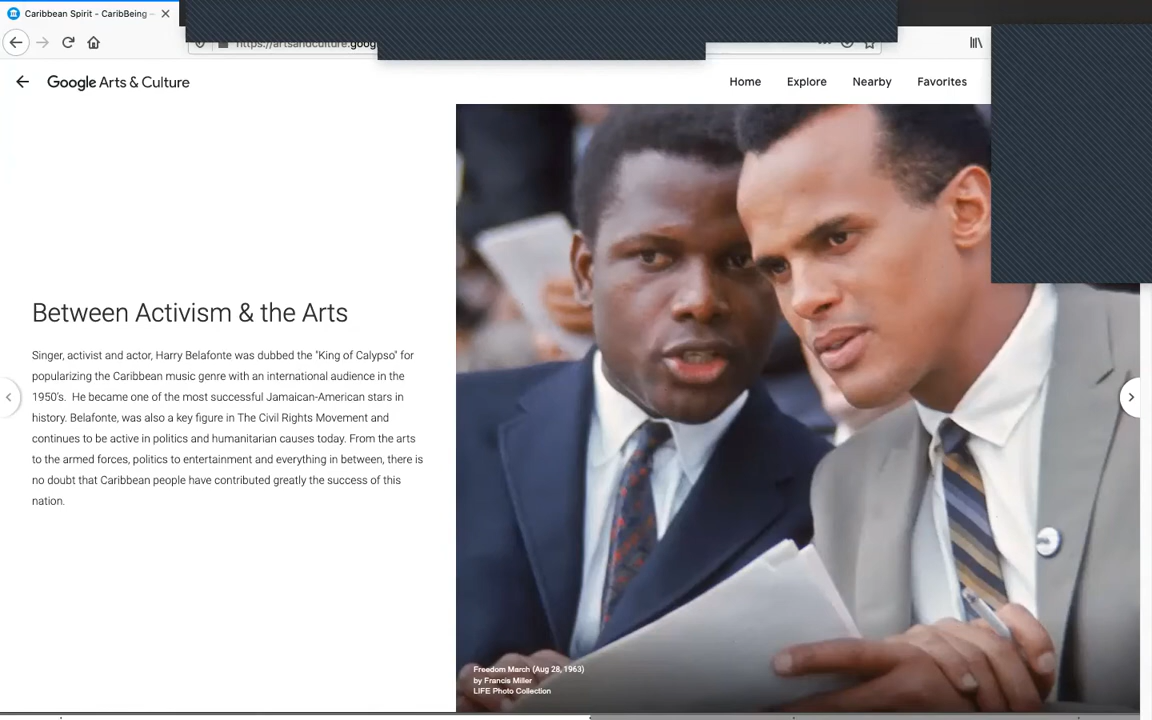 Caribbean Spirit - CaribBeing –
https://artsandculture.goog
Google Arts & Culture
Home
Explore
Nearby
Favorites
Between Activism & the Arts
Singer, activist and actor, Harry Belafonte was dubbed the "King of Calypso" for
popularizing the Caribbean music genre with an international audience in the
1950's.  He became one of the most successful Jamaican-American stars in
history. Belafonte, was also a key figure in The Civil Rights Movement and
continues to be active in politics and humanitarian causes today. From the arts
to the armed forces, politics to entertainment and everything in between, there is
no doubt that Caribbean people have contributed greatly the success of this
nation.
Freedom March (Aug 28, 1963)
by Francis Miller
LIFE Photo Collection